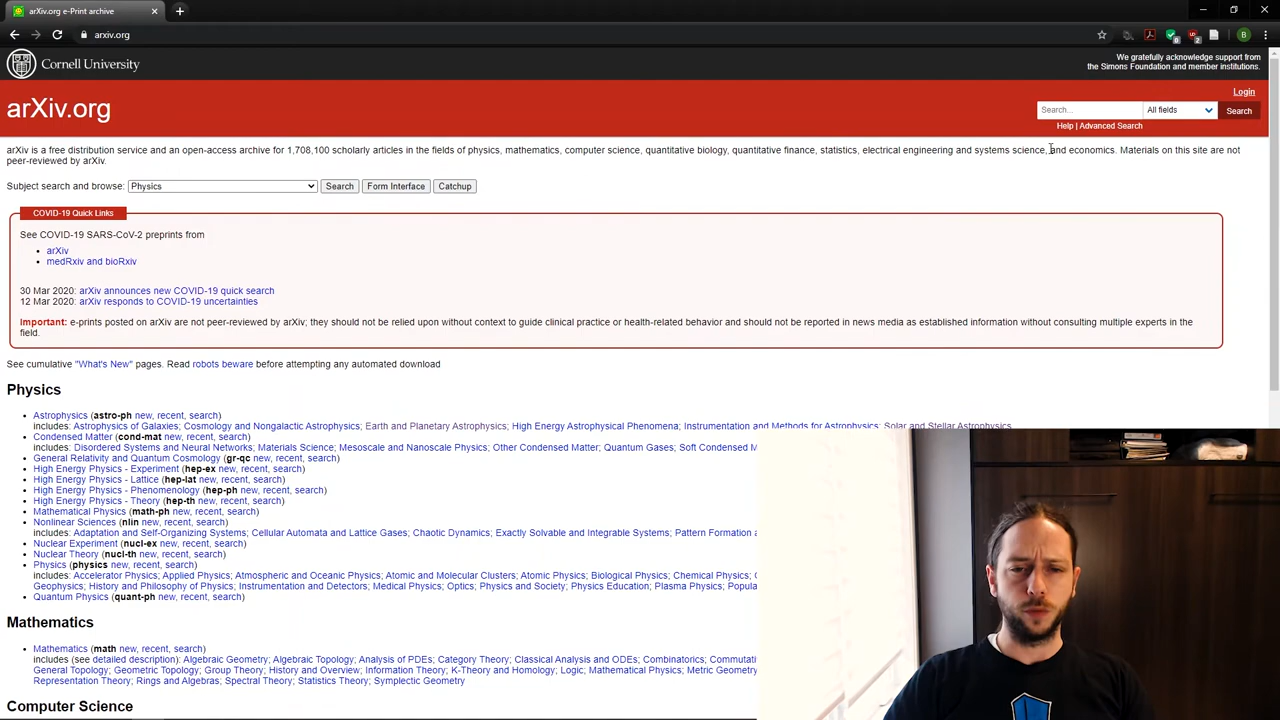 arXiv.org e-Print archive
arxiv.org
Cornell University
We gratefully acknowledge support from
the Simons Foundation and member institutions.
Login
arXiv.org
Search...
All fields
Search
Help | Advanced Search
arXiv is a free distribution service and an open-access archive for 1,708,100 scholarly articles in the fields of physics, mathematics, computer science, quantitative biology, quantitative finance, statistics, electrical engineering and systems science, and economics. Materials on this site are not
peer-reviewed by arXiv.
Subject search and browse: Physics Search Form Interface Catchup
COVID-19 Quick Links
See COVID-19 SARS-CoV-2 preprints from
arXiv
medRxiv and bioRxiv
30 Mar 2020: arXiv announces new COVID-19 quick search
12 Mar 2020: arXiv responds to COVID-19 uncertainties
Important: e-prints posted on arXiv are not peer-reviewed by arXiv; they should not be relied upon without context to guide clinical practice or health-related behavior and should not be reported in news media as established information without consulting multiple experts in the
field.
See cumulative "What's New" pages. Read robots beware before attempting any automated download
Physics
Astrophysics (astro-ph new, recent, search)
includes: Astrophysics of Galaxies; Cosmology and Nongalactic Astrophysics; Earth and Planetary Astrophysics; High Energy Astrophysical Phenomena; Instrumentation and Methods for Astrophysics; Solar and Stellar Astrophysics
Condensed Matter (cond-mat new, recent, search)
includes: Disordered Systems and Neural Networks; Materials Science; Mesoscale and Nanoscale Physics; Other Condensed Matter; Quantum Gases; Soft Condensed M
General Relativity and Quantum Cosmology (gr-qc new, recent, search)
High Energy Physics - Experiment (hep-ex new, recent, search)
High Energy Physics - Lattice (hep-lat new, recent, search)
High Energy Physics - Phenomenology (hep-ph new, recent, search)
High Energy Physics - Theory (hep-th new, recent, search)
Mathematical Physics (math-ph new, recent, search)
Nonlinear Sciences (nlin new, recent, search)
includes: Adaptation and Self-Organizing Systems; Cellular Automata and Lattice Gases; Chaotic Dynamics; Exactly Solvable and Integrable Systems; Pattern Formation a
Nuclear Experiment (nucl-ex new, recent, search)
Nuclear Theory (nucl-th new, recent, search)
Physics (physics new, recent, search)
includes: Accelerator Physics; Applied Physics; Atmospheric and Oceanic Physics; Atomic and Molecular Clusters; Atomic Physics; Biological Physics; Chemical Physics;
Geophysics; History and Philosophy of Physics; Instrumentation and Detectors; Medical Physics; Optics; Physics and Society; Physics Education; Plasma Physics; Popula
Quantum Physics (quant-ph new, recent, search)
Mathematics
Mathematics (math new, recent, search)
includes (see detailed description): Algebraic Geometry; Algebraic Topology; Analysis of PDEs; Category Theory; Classical Analysis and ODEs; Combinatorics; Commutati
General Topology; Geometric Topology; Group Theory; History and Overview; Information Theory; K-Theory and Homology; Logic; Mathematical Physics; Metric Geometry
Representation Theory; Rings and Algebras; Spectral Theory; Statistics Theory; Symplectic Geometry
Computer Science